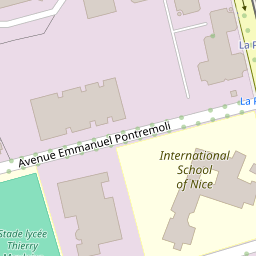 La
La
Avenue Emmanuel Pontremoli
International
School
of Nice
Stade lycée
Thierry